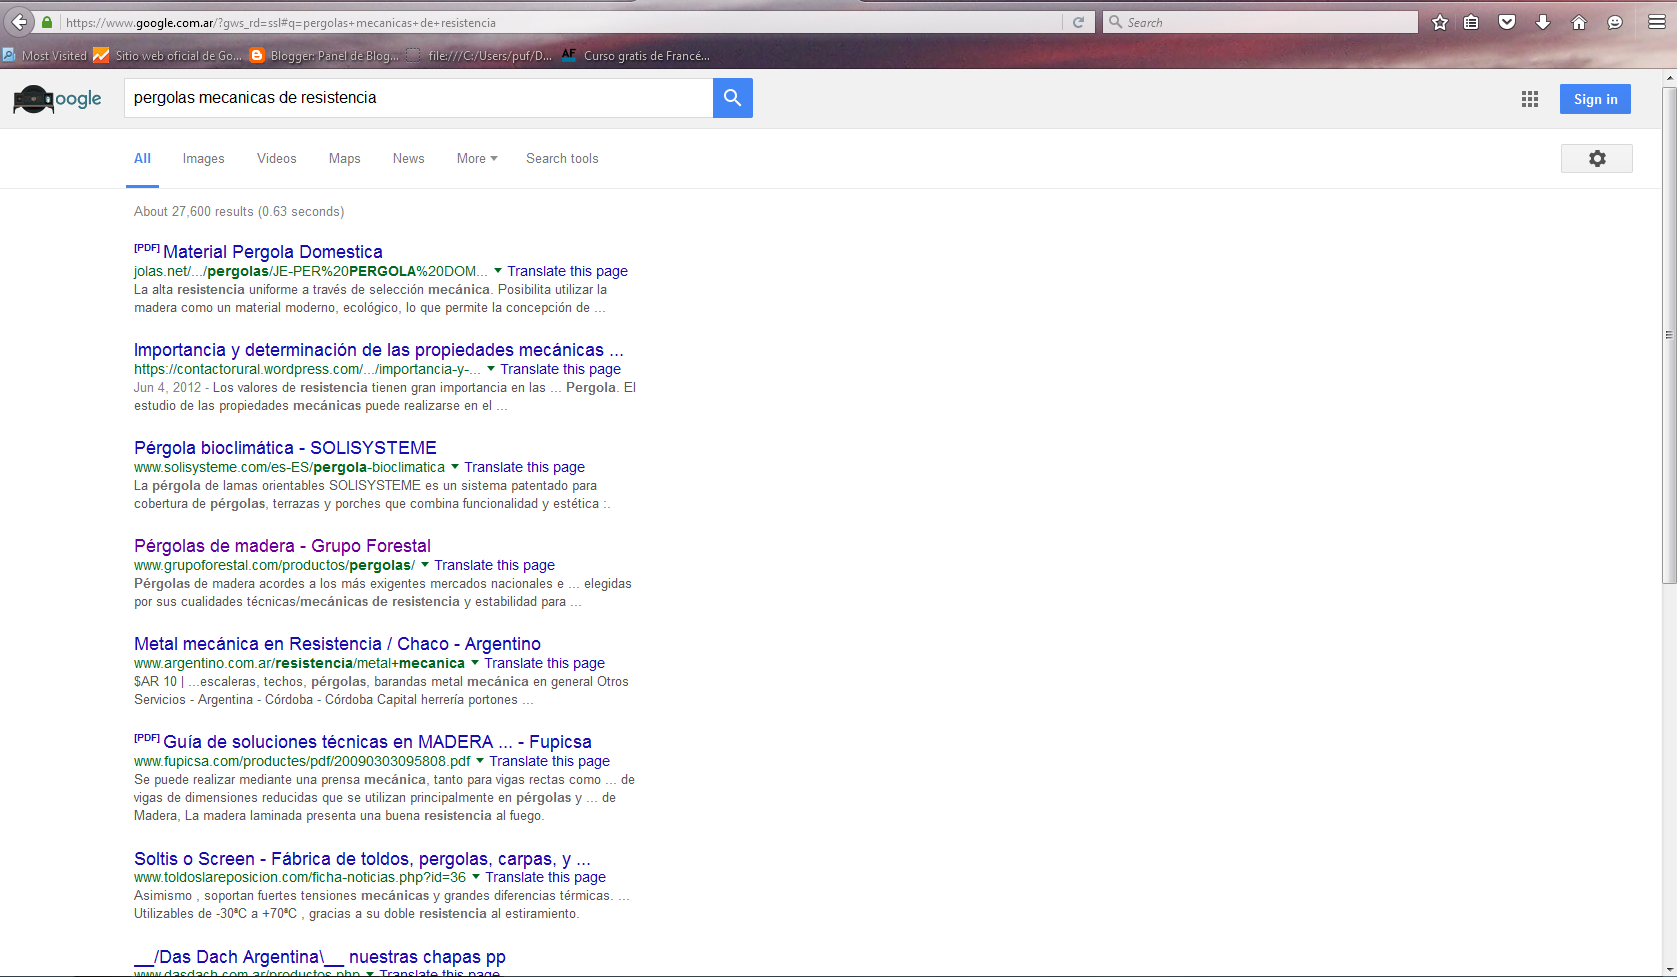 https://www.google.com.ar/?gws_rd=ssl#q=pergolas+mecanicas+de+resistencia
Search
Most Visited
Sitio web oficial de Go...
Blogger: Panel de Blog...
file:///C:/Users/puf/D...
AF Curso gratis de Francé...
oogle
pergolas mecanicas de resistencia
Sign in
All
Images
Videos
Maps
News
More
Search tools
About 27,600 results (0.63 seconds)
[PDF] Material Pergola Domestica
jolas.net/.../pergolas/JE-PER%20PERGOLA%20DOM... Translate this page
La alta resistencia uniforme a través de selección mecánica. Posibilita utilizar la
madera como un material moderno, ecológico, lo que permite la concepción de ...
Importancia y determinación de las propiedades mecánicas ...
https://contactorural.wordpress.com/.../importancia-y-... Translate this page
Jun 4, 2012 - Los valores de resistencia tienen gran importancia en las ... Pergola. El
estudio de las propiedades mecánicas puede realizarse en el ...
Pérgola bioclimática - SOLISYSTEME
www.solisysteme.com/es-ES/pergola-bioclimatica Translate this page
La pérgola de lamas orientables SOLISYSTEME es un sistema patentado para
cobertura de pérgolas, terrazas y porches que combina funcionalidad y estética :.
Pérgolas de madera - Grupo Forestal
www.grupoforestal.com/productos/pergolas/ Translate this page
Pérgolas de madera acordes a los más exigentes mercados nacionales e ... elegidas
por sus cualidades técnicas/mecánicas de resistencia y estabilidad para ...
Metal mecánica en Resistencia / Chaco - Argentino
www.argentino.com.ar/resistencia/metal+mecanica Translate this page
$AR 10 | ...escaleras, techos, pérgolas, barandas metal mecánica en general Otros
Servicios - Argentina - Córdoba - Córdoba Capital herrería portones ...
[PDF] Guía de soluciones técnicas en MADERA ... - Fupicsa
www.fupicsa.com/productes/pdf/20090303095808.pdf Translate this page
Se puede realizar mediante una prensa mecánica, tanto para vigas rectas como ... de
vigas de dimensiones reducidas que se utilizan principalmente en pérgolas y ... de
Madera, La madera laminada presenta una buena resistencia al fuego.
Soltis o Screen - Fábrica de toldos, pergolas, carpas, y ...
www.toldoslareposicion.com/ficha-noticias.php?id=36 Translate this page
Asimismo , soportan fuertes tensiones mecánicas y grandes diferencias térmicas. ...
Utilizables de -30ºC a +70ºC , gracias a su doble resistencia al estiramiento.
__/Das Dach Argentina\__ nuestras chapas pp
www.dasdach.com.ar/productos.php Translate this page